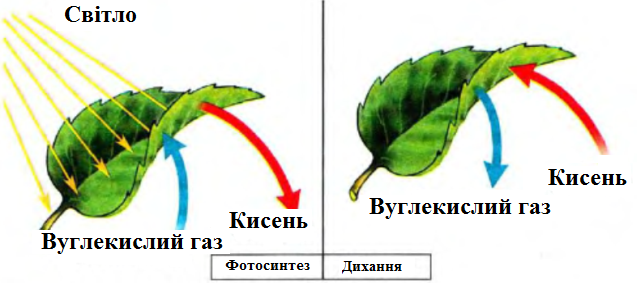 Світло
Кисень
Вуглекислий газ
Кисень
Вуглекислий газ
Фотосинтез
Дихання